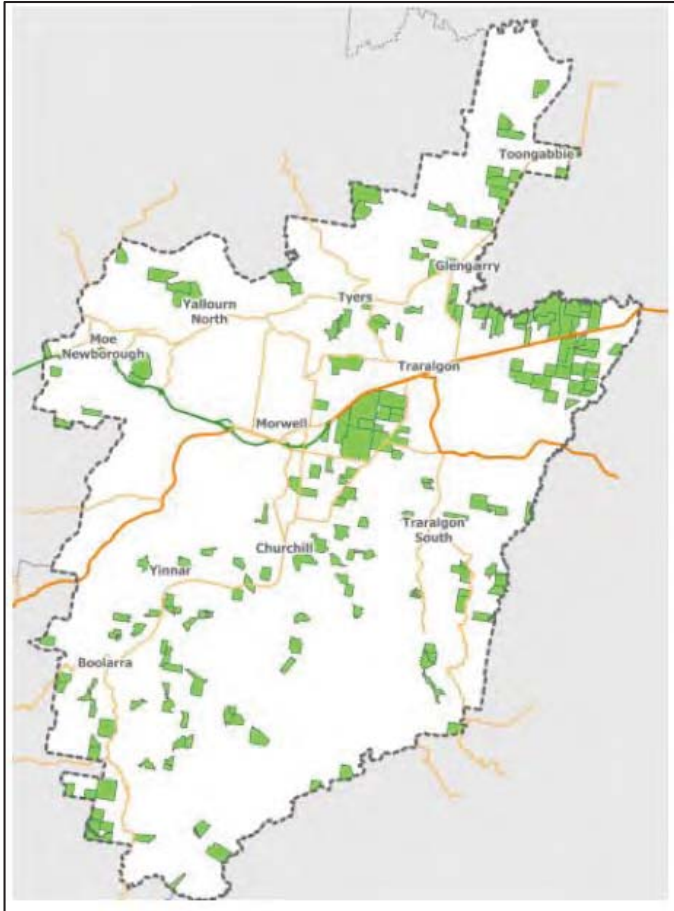 Toongabbie
Glengarry
Tyers
Yallourn
North
Moe
Newborough
Traralgon
Morwell
Traralgon
South
Churchill
Yinnar
Boolarra